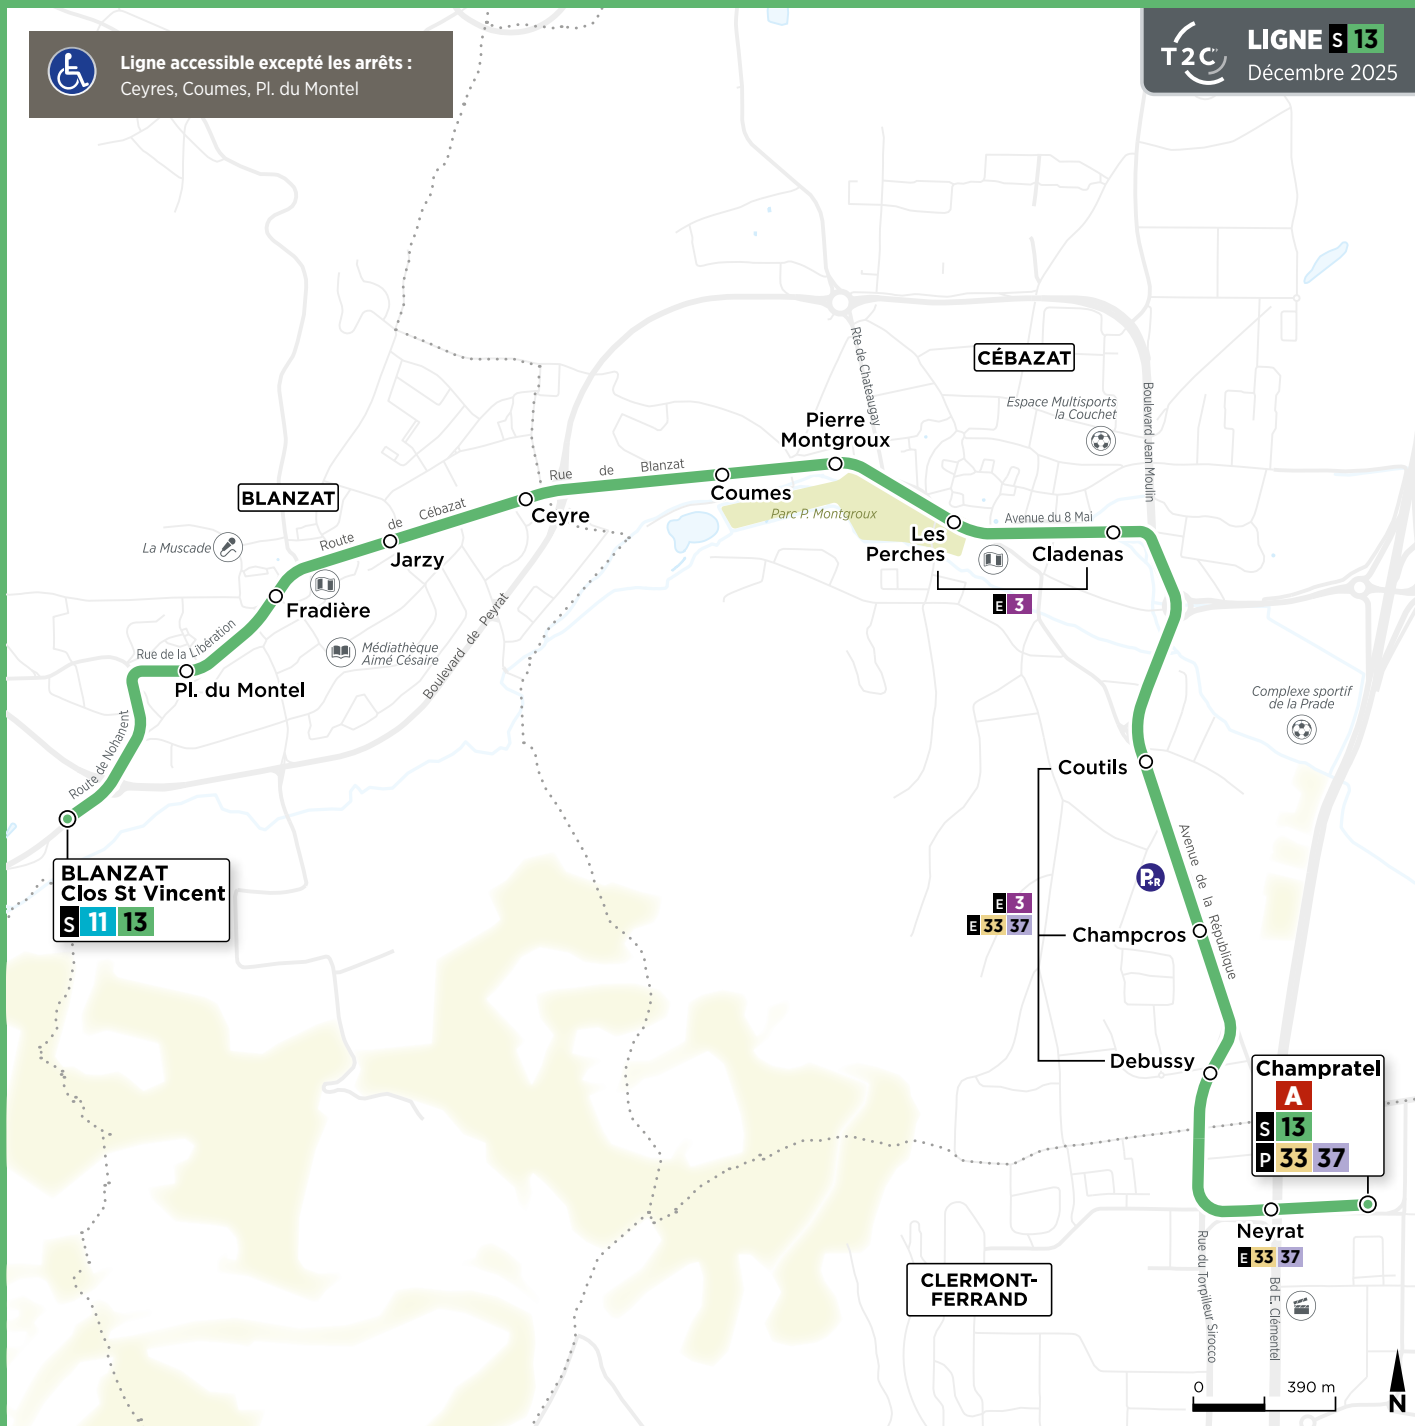 Ligne accessible excepté les arrêts :
Ceyres, Coumes, Pl. du Montel
T2C
LIGNE S 13
Décembre 2025
Rte de Chateaugay
CÉBAZAT
Espace Multisports
la Couchet
Boulevard Jean Moulin
Pierre
Montgroux
Rue de Blanzat
Coumes
Parc P. Montgroux
BLANZAT
Route de Cébazat
Ceyre
La Muscade
Jarzy
Les
Perches
Avenue du 8 Mai
Cladenas
E 3
Fradière
Rue de la Libération
Médiathèque
Aimé Césaire
Boulevard de Peyrat
Pl. du Montel
Route de Nohanent
Complexe sportif
de la Prade
Coutils
Avenue de la République
P+R
BLANZAT
Clos St Vincent
S 11 13
E 3
E 33 37
Champcros
Debussy
Champratel
A
S 13
P 33 37
Neyrat
E 33 37
CLERMONT-
FERRAND
Rue du Torpilleur Sirocco
Bd E. Clémentel
0 390 m
N